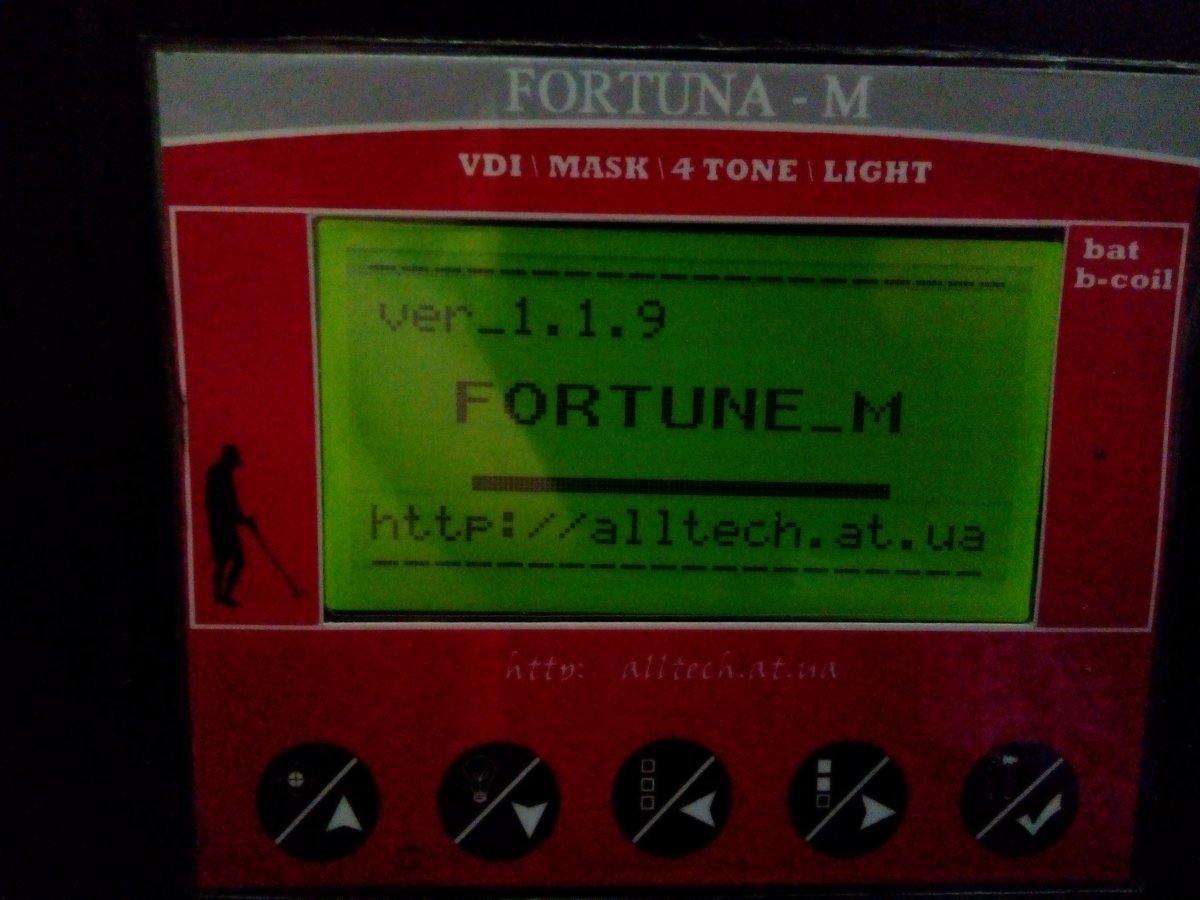 FORTUNA - M
VDI \ MASK \ 4 TONE \ LIGHT
bat
b-coil
ver_1.1.9
FORTUNE_M
http://alltech.at.ua
http: alltech.at.ua